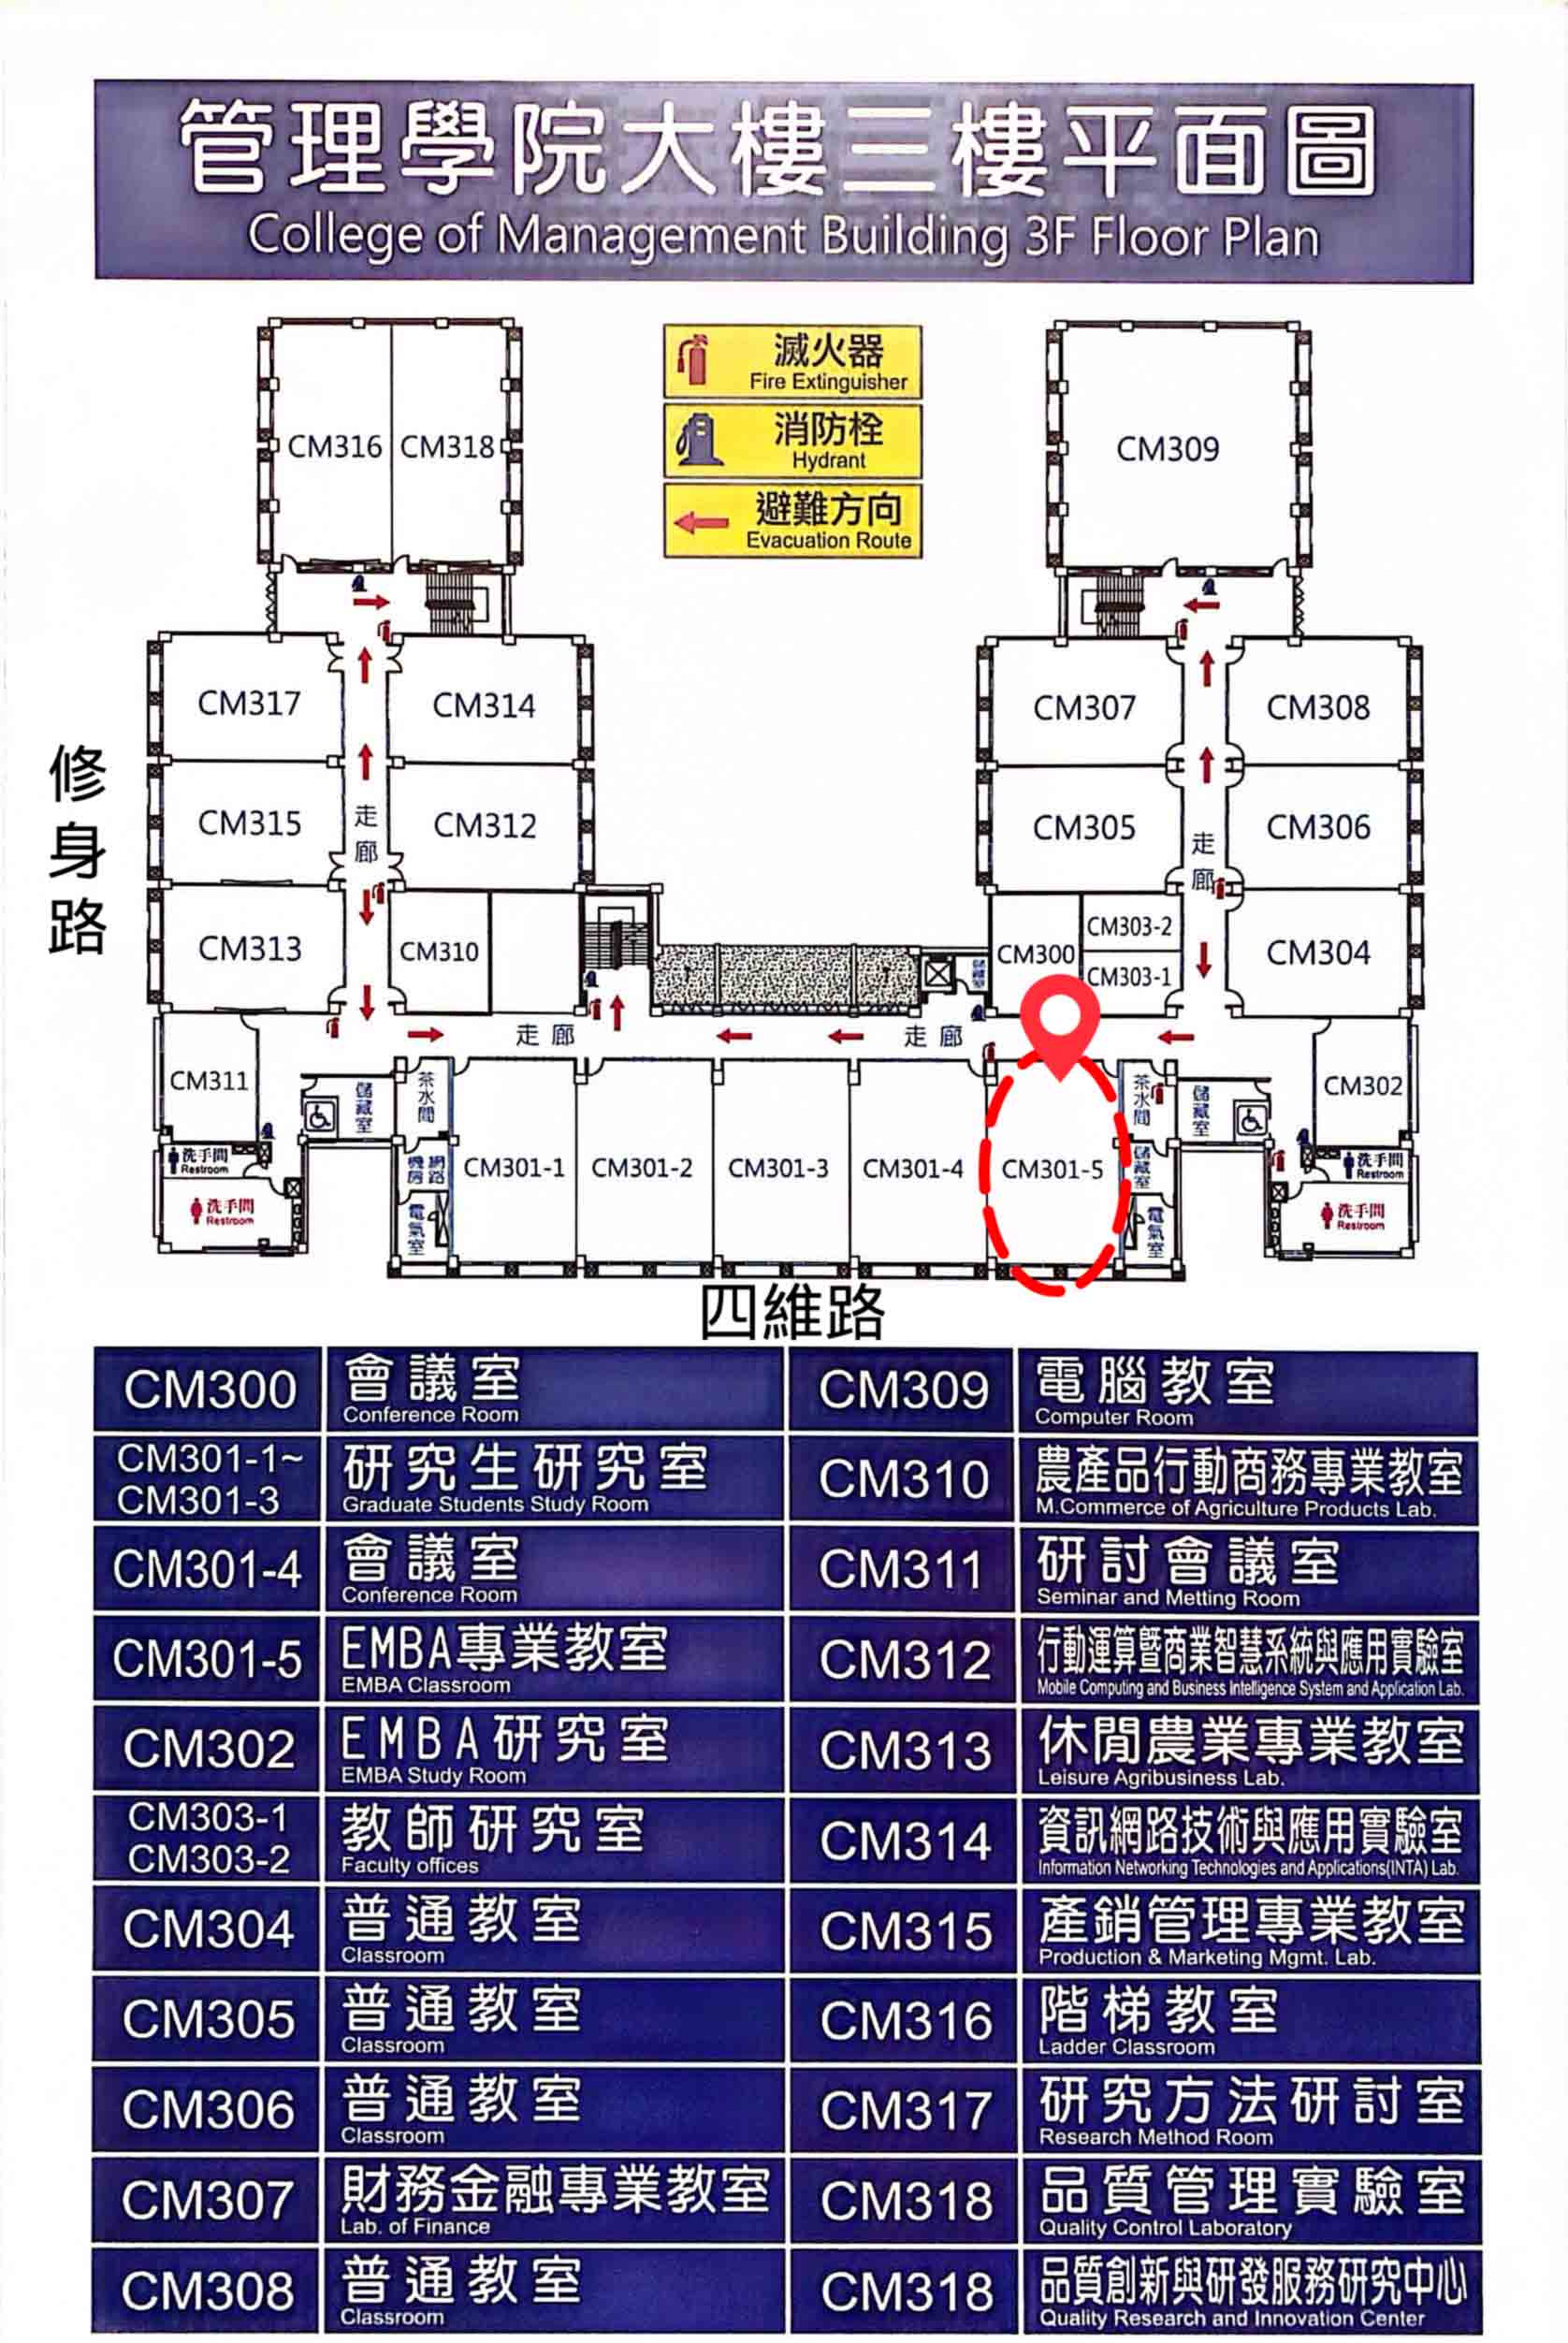 管理學院大樓三樓平面圖
College of Management Building 3F Floor Plan
滅火器
Fire Extinguisher
消防栓
Hydrant
避難方向
Evacuation Route
CM316
CM318
CM309
CM317
CM314
CM307
CM308
修身路
CM315
走廊
CM312
CM305
走廊
CM306
CM313
CM310
CM300
CM303-2
CM303-1
CM304
儲藏室
走廊
走廊
CM311
儲藏室
茶水間
茶水間
儲藏室
CM302
洗手間
Restroom
網路機房
CM301-1
CM301-2
CM301-3
CM301-4
CM301-5
儲藏室
洗手間
Restroom
洗手間
Restroom
電氣室
電氣室
洗手間
Restroom
四維路
CM300
會議室
Conference Room
CM301-1~
CM301-3
研究生研究室
Graduate Students Study Room
CM301-4
會議室
Conference Room
CM301-5
EMBA專業教室
EMBA Classroom
CM302
EMBA研究室
EMBA Study Room
CM303-1
CM303-2
教師研究室
Faculty offices
CM304
普通教室
Classroom
CM305
普通教室
Classroom
CM306
普通教室
Classroom
CM307
財務金融專業教室
Lab. of Finance
CM308
普通教室
Classroom
CM309
電腦教室
Computer Room
CM310
農產品行動商務專業教室
M.Commerce of Agriculture Products Lab.
CM311
研討會議室
Seminar and Metting Room
CM312
行動運算暨商業智慧系統與應用實驗室
Mobile Computing and Business Intelligence System and Application Lab.
CM313
休閒農業專業教室
Leisure Agribusiness Lab.
CM314
資訊網路技術與應用實驗室
Information Networking Technologies and Applications(INTA) Lab.
CM315
產銷管理專業教室
Production & Marketing Mgmt. Lab.
CM316
階梯教室
Ladder Classroom
CM317
研究方法研討室
Research Method Room
CM318
品質管理實驗室
Quality Control Laboratory
CM318
品質創新與研發服務研究中心
Quality Research and Innovation Center